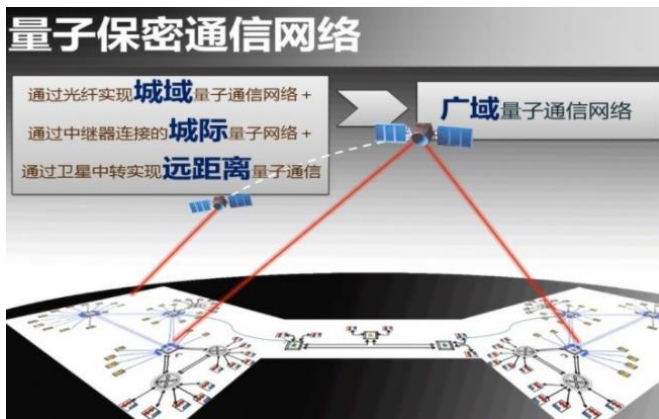 量子保密通信网络
通过光纤实现城域量子通信网络 +
通过中继器连接的城际量子网络 +
通过卫星中转实现远距离量子通信
广域量子通信网络